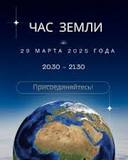 ЧАС ЗЕМЛИ
29 МАРТА 2025 ГОДА
20.30 - 21.30
Присоединяйтесь!